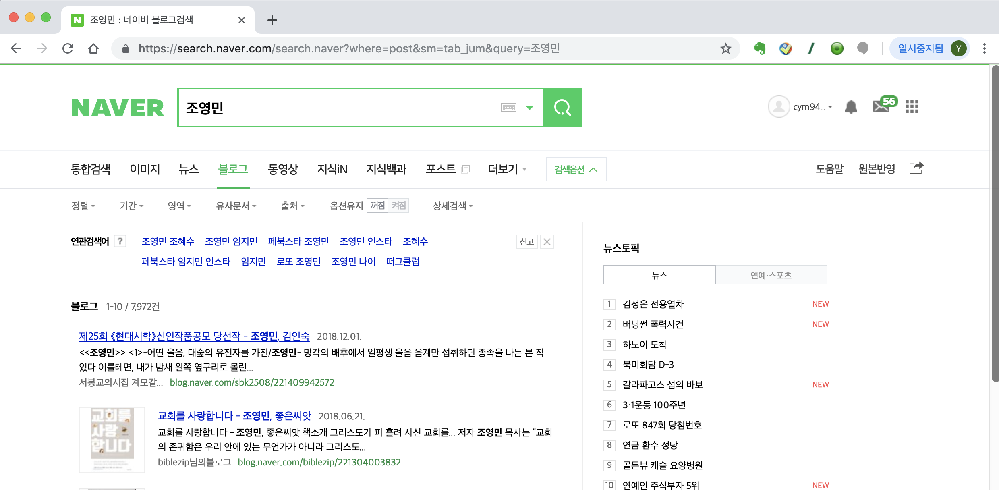 조영민 : 네이버 블로그검색
https://search.naver.com/search.naver?where=post&sm=tab_jum&query=조영민
일시중지됨 Y
NAVER 조영민
cym94.. 56
통합검색 이미지 뉴스 블로그 동영상 지식iN 지식백과 포스트 더보기 검색옵션
도움말 원본반영
정렬 기간 영역 유사문서 출처 옵션유지 꺼짐 켜짐 상세검색
연관검색어 ? 조영민 조혜수 조영민 임지민 페북스타 조영민 조영민 인스타 조혜수 신고
페북스타 임지민 인스타 임지민 로또 조영민 조영민 나이 떠그클럽
블로그 1-10 / 7,972건
제25회 《현대시학》신인작품공모 당선작 - 조영민, 김인숙 2018.12.01.
<<조영민>> <1>-어떤 울음, 대숲의 유전자를 가진/조영민- 망각의 배후에서 일평생 울음 음계만 섭취하던 종족을 나는 본 적
있다 이를테면, 내가 밤새 왼쪽 옆구리로 몰린...
서봉교의시집 계모같... blog.naver.com/sbk2508/221409942572
교회를
사랑
합니다
교회를 사랑합니다 - 조영민, 좋은씨앗 2018.06.21.
교회를 사랑합니다 - 조영민, 좋은씨앗 책소개 그리스도가 피 흘려 사신 교회를... 저자 조영민 목사는 “교회
의 존귀함은 우리 안에 있는 무언가가 아니라 그리스도...
biblezip님의블로그 blog.naver.com/biblezip/221304003832
뉴스토픽
뉴스 연예·스포츠
1 김정은 전용열차 NEW
2 버닝썬 폭력사건 NEW
3 하노이 도착
4 북미회담 D-3
5 갈라파고스 섬의 바보 NEW
6 3·1운동 100주년
7 로또 847회 당첨번호
8 연금 환수 정당
9 골든뷰 캐슬 요양병원
10 연예인 주식부자 5위 NEW